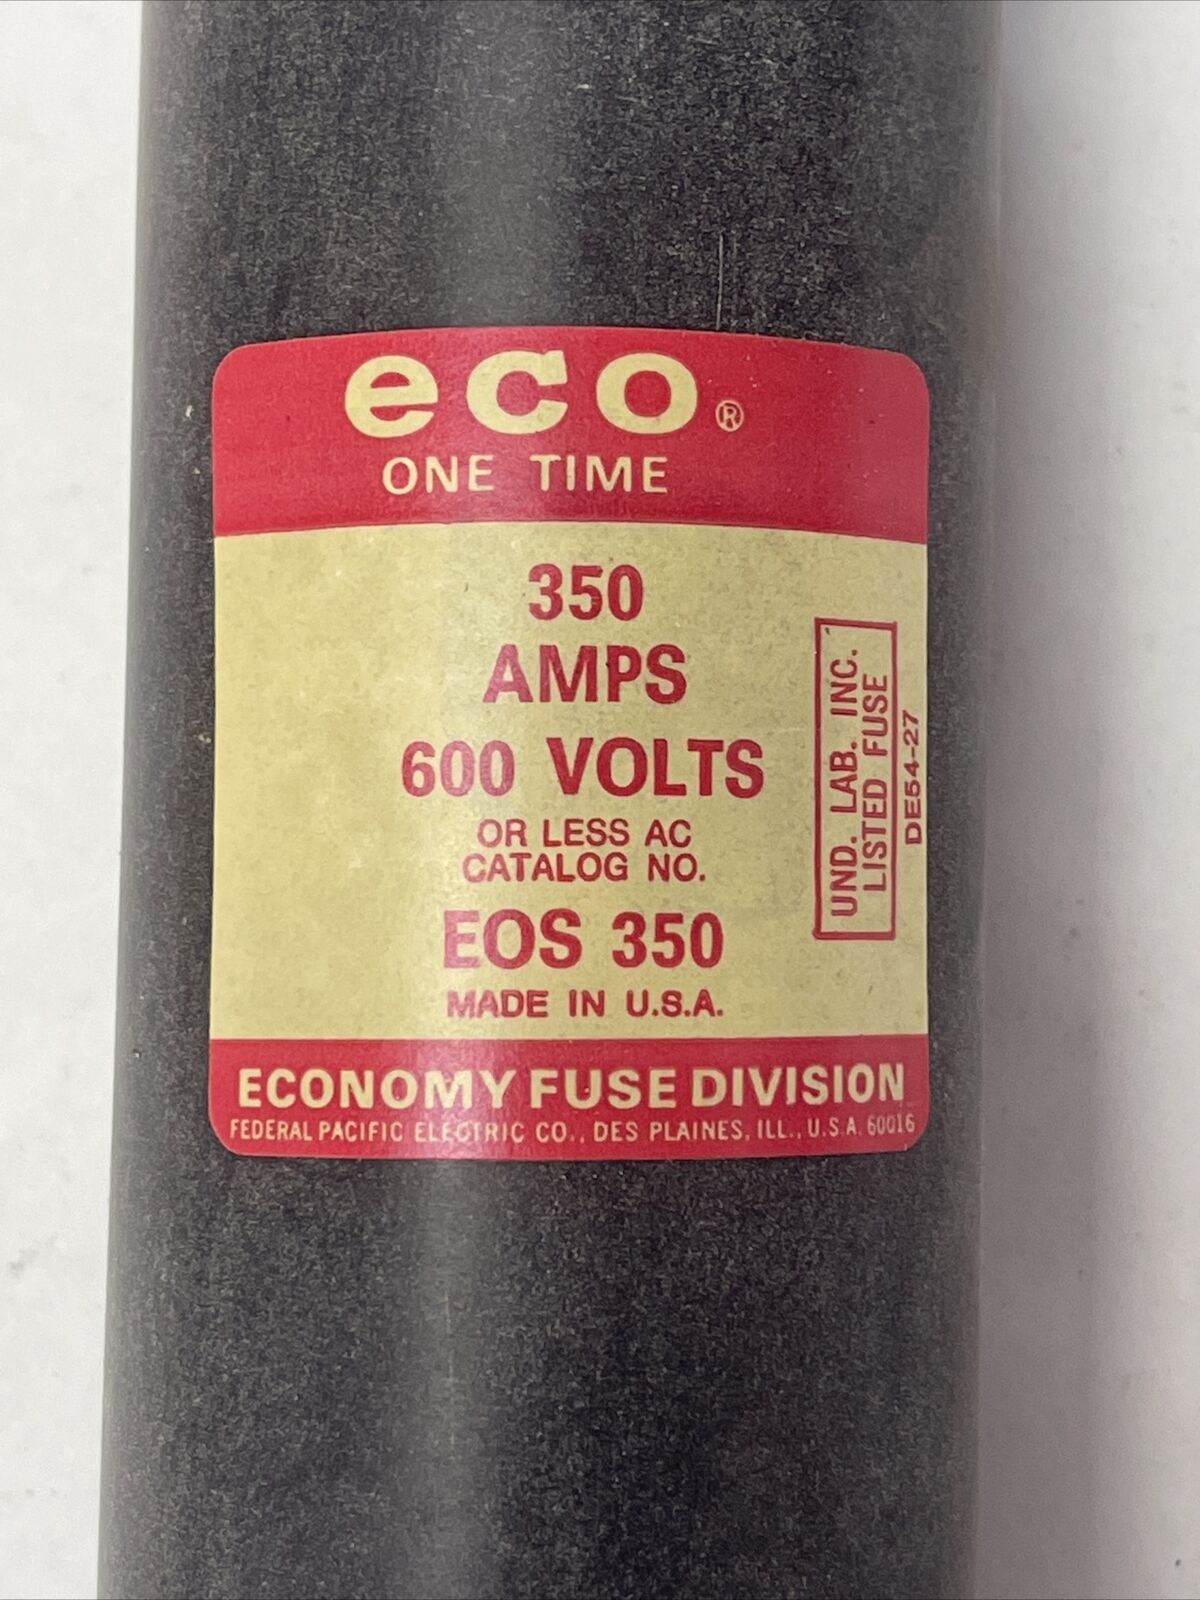 eco®
ONE TIME
350
AMPS
600 VOLTS
OR LESS AC
CATALOG NO.
EOS 350
MADE IN U.S.A.
UND. LAB. INC.
LISTED FUSE
DE54-27
ECONOMY FUSE DIVISION
FEDERAL PACIFIC ELECTRIC CO., DES PLAINES, ILL., U.S.A. 60016